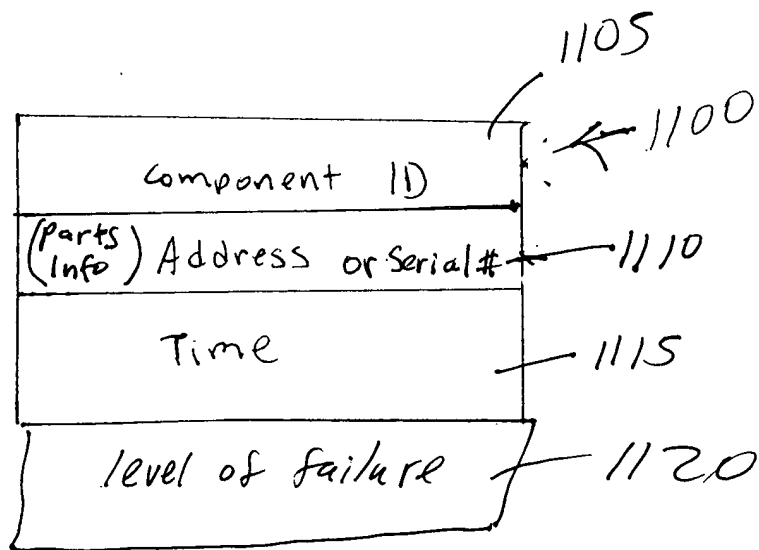 1105
1100
component ID
(Parts Info) Address or Serial # 1110
Time 1115
level of failure 1120